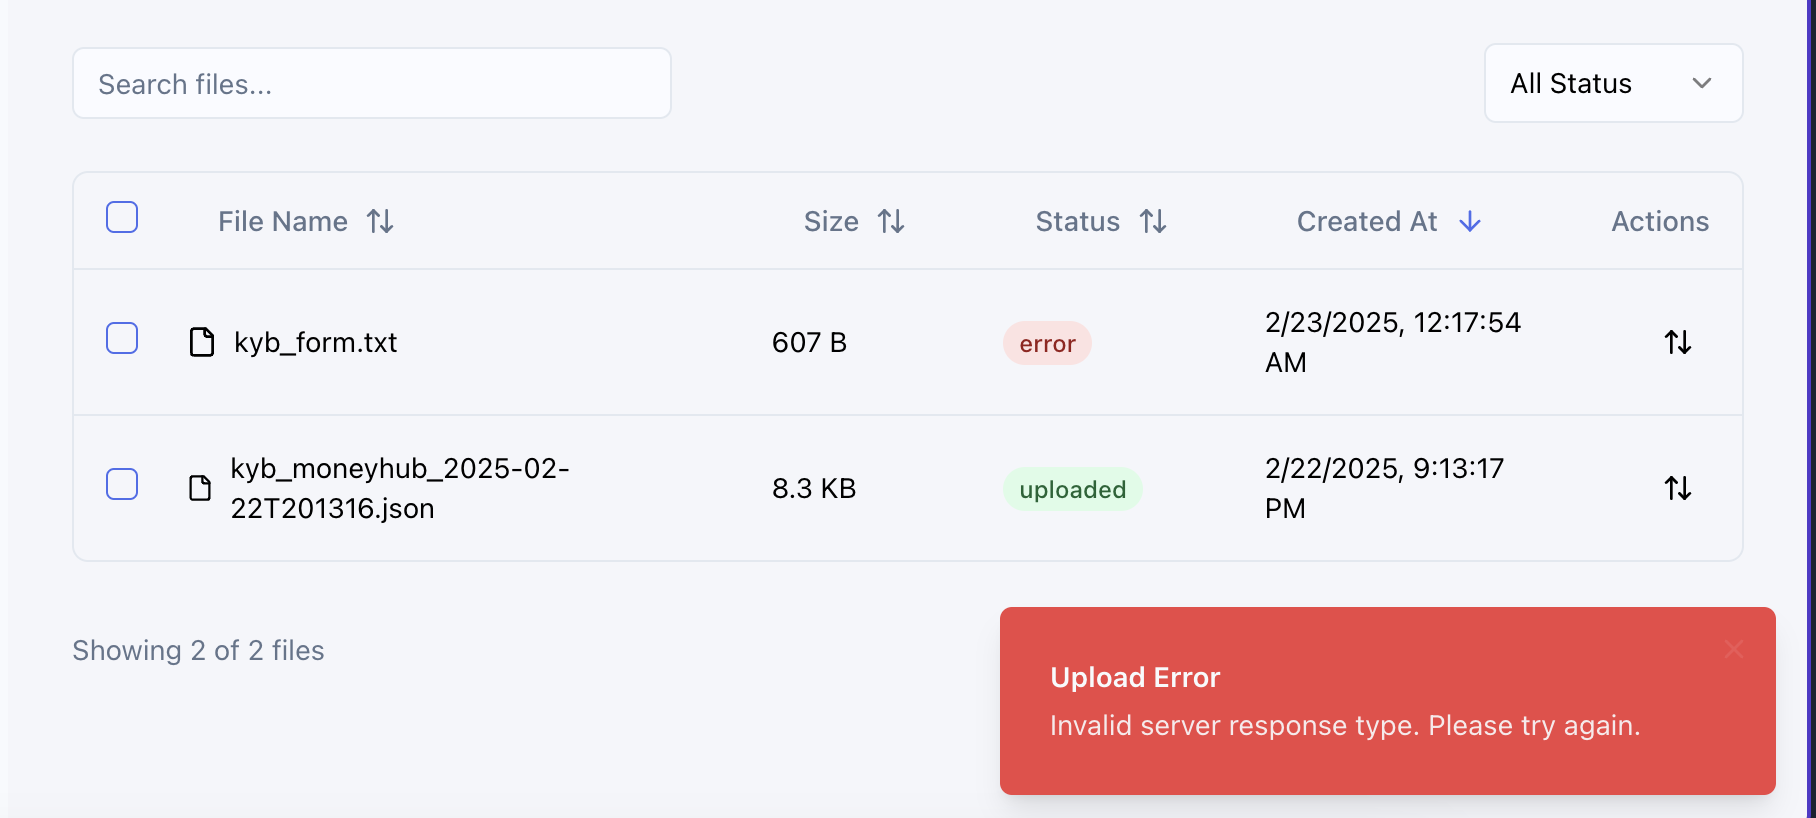 Search files...
All Status
File Name
Size
Status
Created At
Actions
kyb_form.txt
607 B
error
2/23/2025, 12:17:54
AM
kyb_moneyhub_2025-02-
22T201316.json
8.3 KB
uploaded
2/22/2025, 9:13:17
PM
Showing 2 of 2 files
Upload Error
Invalid server response type. Please try again.